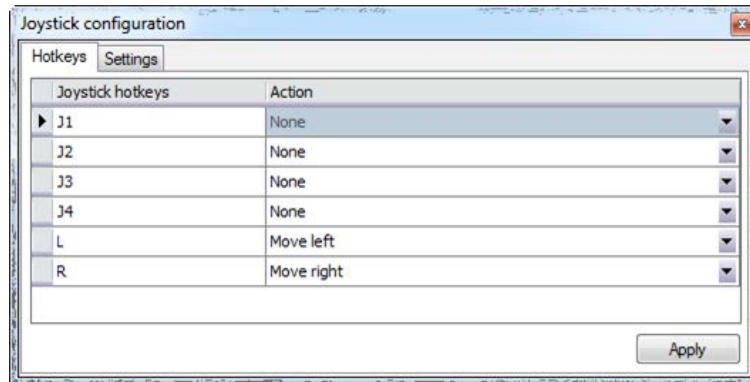 Joystick configuration
Hotkeys Settings
Joystick hotkeys Action
J1 None
J2 None
J3 None
J4 None
L Move left
R Move right
Apply